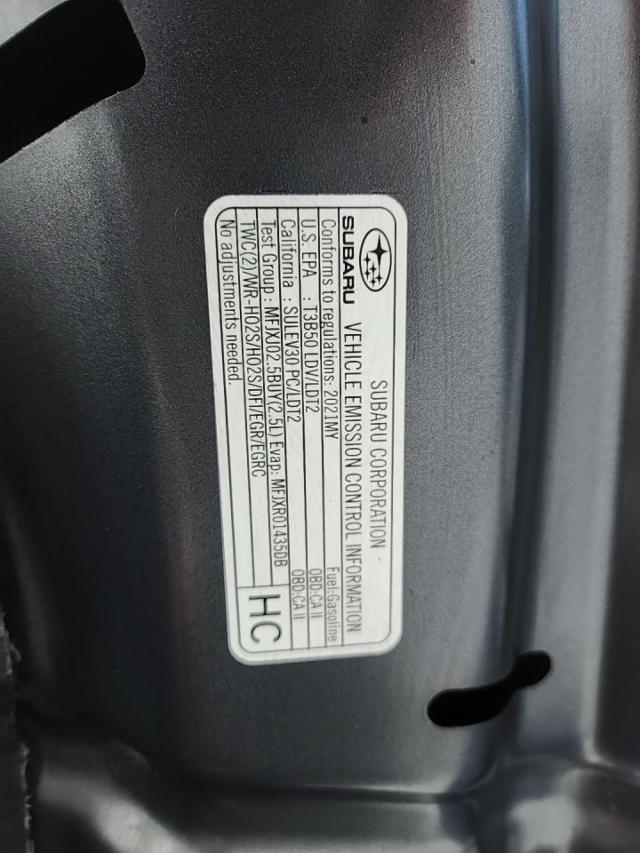 SUBARU CORPORATION
SUBARU VEHICLE EMISSION CONTROL INFORMATION
Conforms to regulations: 2021MY Fuel:Gasoline
U.S. EPA : T3B50 LDV/LDT2 OBD:CA II
California : SULEV30 PC/LDT2 OBD:CA II
Test Group : MFJXJ02.5BUY(2.5L) Evap: MFJXR01435DB
TWC(2)/WR-HO2S/HO2S/DFI/EGR/EGRC
No adjustments needed.
HC